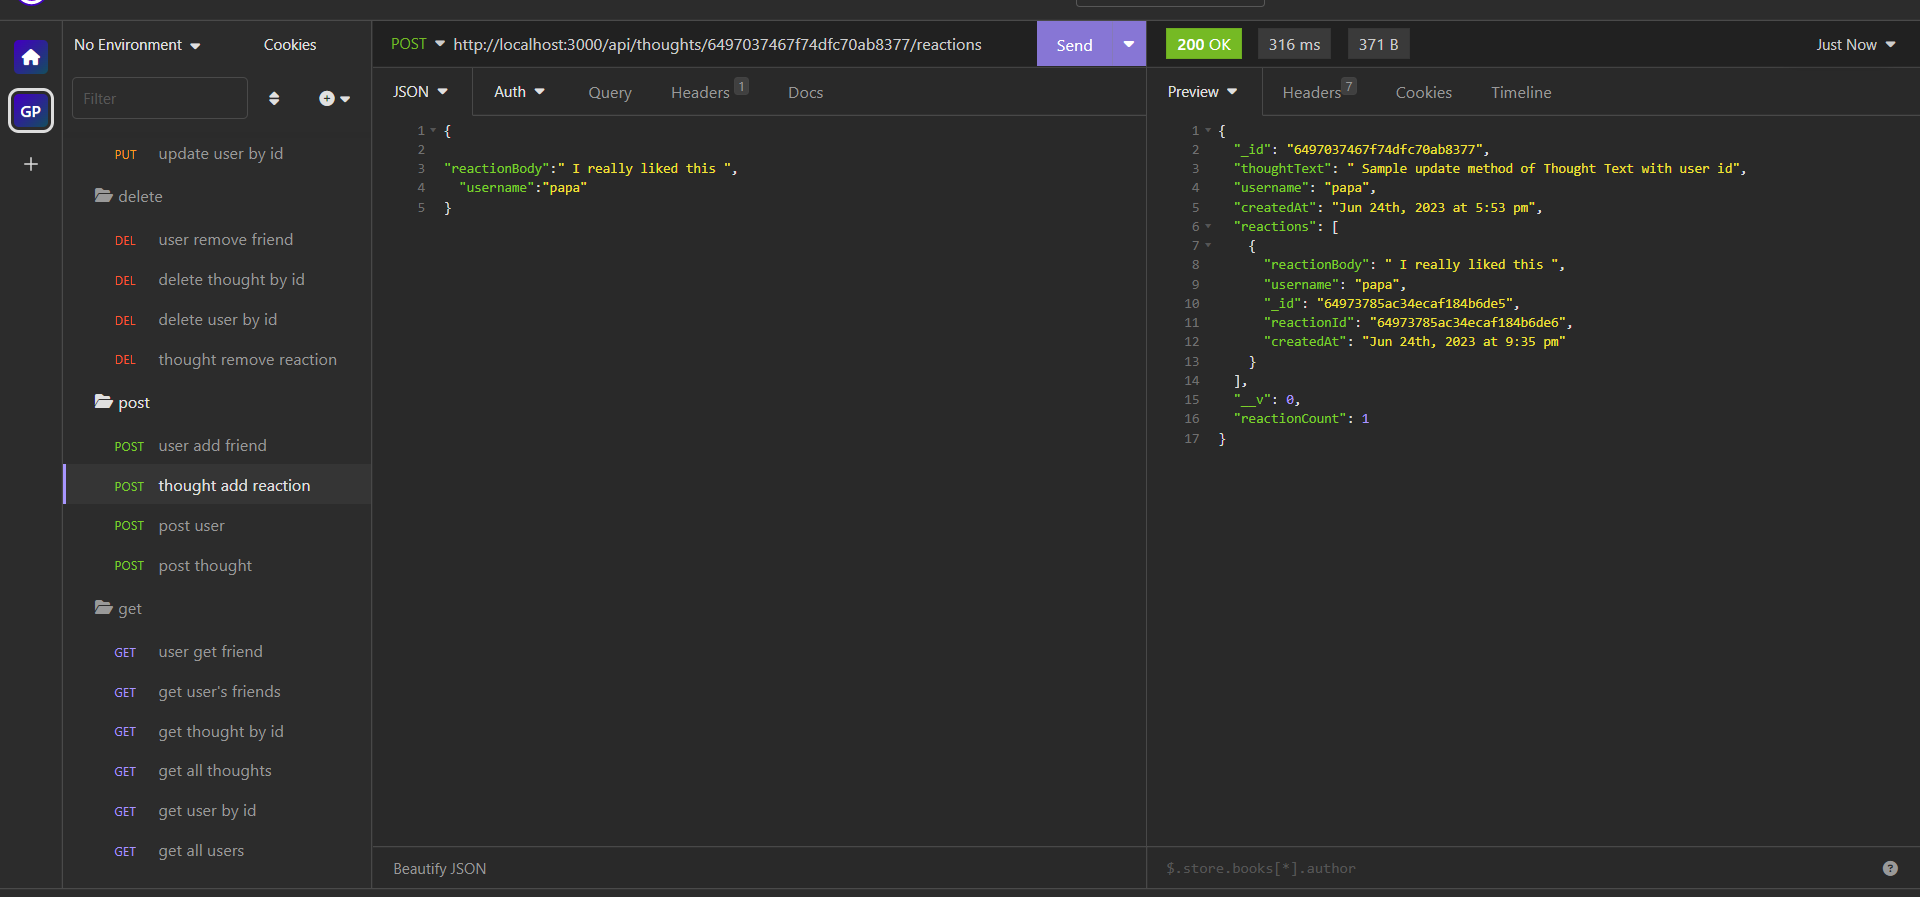 No Environment
Cookies
GP
Filter
PUT update user by id
delete
DEL user remove friend
DEL delete thought by id
DEL delete user by id
DEL thought remove reaction
post
POST user add friend
POST thought add reaction
POST post user
POST post thought
get
GET user get friend
GET get user's friends
GET get thought by id
GET get all thoughts
GET get user by id
GET get all users
POST http://localhost:3000/api/thoughts/6497037467f74dfc70ab8377/reactions
Send
JSON Auth Query Headers 1 Docs
1 {
2
3 "reactionBody":" I really liked this ",
4 "username":"papa"
5 }
Beautify JSON
200 OK 316 ms 371 B Just Now
Preview Headers 7 Cookies Timeline
1 {
2 "_id": "6497037467f74dfc70ab8377",
3 "thoughtText": " Sample update method of Thought Text with user id",
4 "username": "papa",
5 "createdAt": "Jun 24th, 2023 at 5:53 pm",
6 "reactions": [
7 {
8 "reactionBody": " I really liked this ",
9 "username": "papa",
10 "_id": "64973785ac34ecaf184b6de5",
11 "reactionId": "64973785ac34ecaf184b6de6",
12 "createdAt": "Jun 24th, 2023 at 9:35 pm"
13 }
14 ],
15 "__v": 0,
16 "reactionCount": 1
17 }
$.store.books[*].author
?